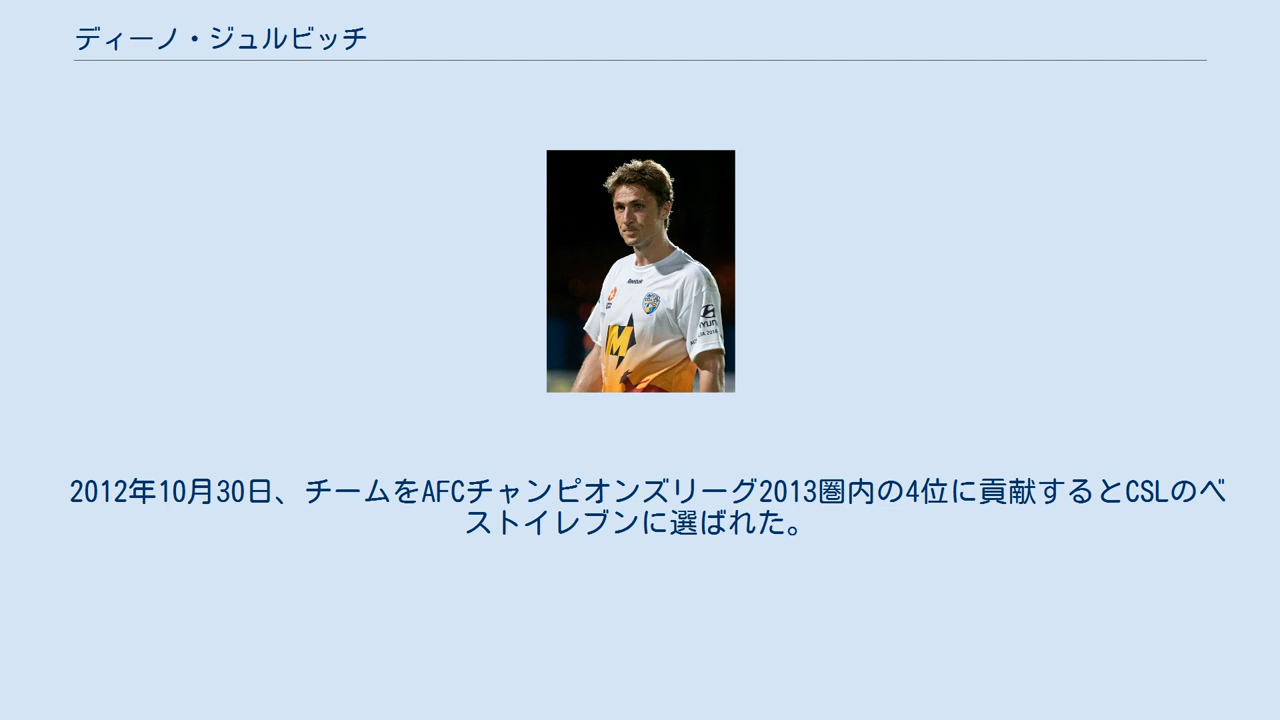 ディーノ・ジュルビッチ
Reebok
M
2012年10月30日、チームをAFCチャンピオンズリーグ2013圏内の4位に貢献するとCSLのベ
ストイレブンに選ばれた。